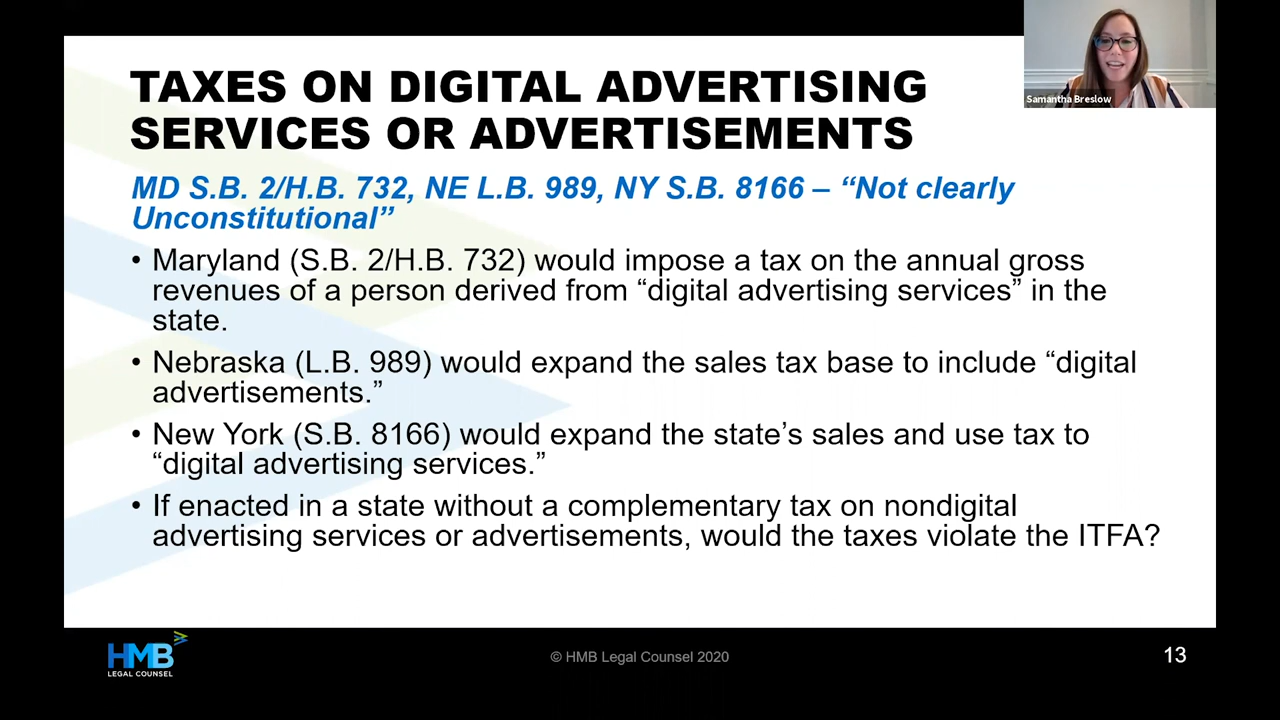 TAXES ON DIGITAL ADVERTISING
SERVICES OR ADVERTISEMENTS
Samantha Breslow
MD S.B. 2/H.B. 732, NE L.B. 989, NY S.B. 8166 – “Not clearly
Unconstitutional”
• Maryland (S.B. 2/H.B. 732) would impose a tax on the annual gross
revenues of a person derived from “digital advertising services” in the
state.
• Nebraska (L.B. 989) would expand the sales tax base to include “digital
advertisements.”
• New York (S.B. 8166) would expand the state’s sales and use tax to
“digital advertising services.”
• If enacted in a state without a complementary tax on nondigital
advertising services or advertisements, would the taxes violate the ITFA?
HMB
LEGAL COUNSEL
© HMB Legal Counsel 2020
13